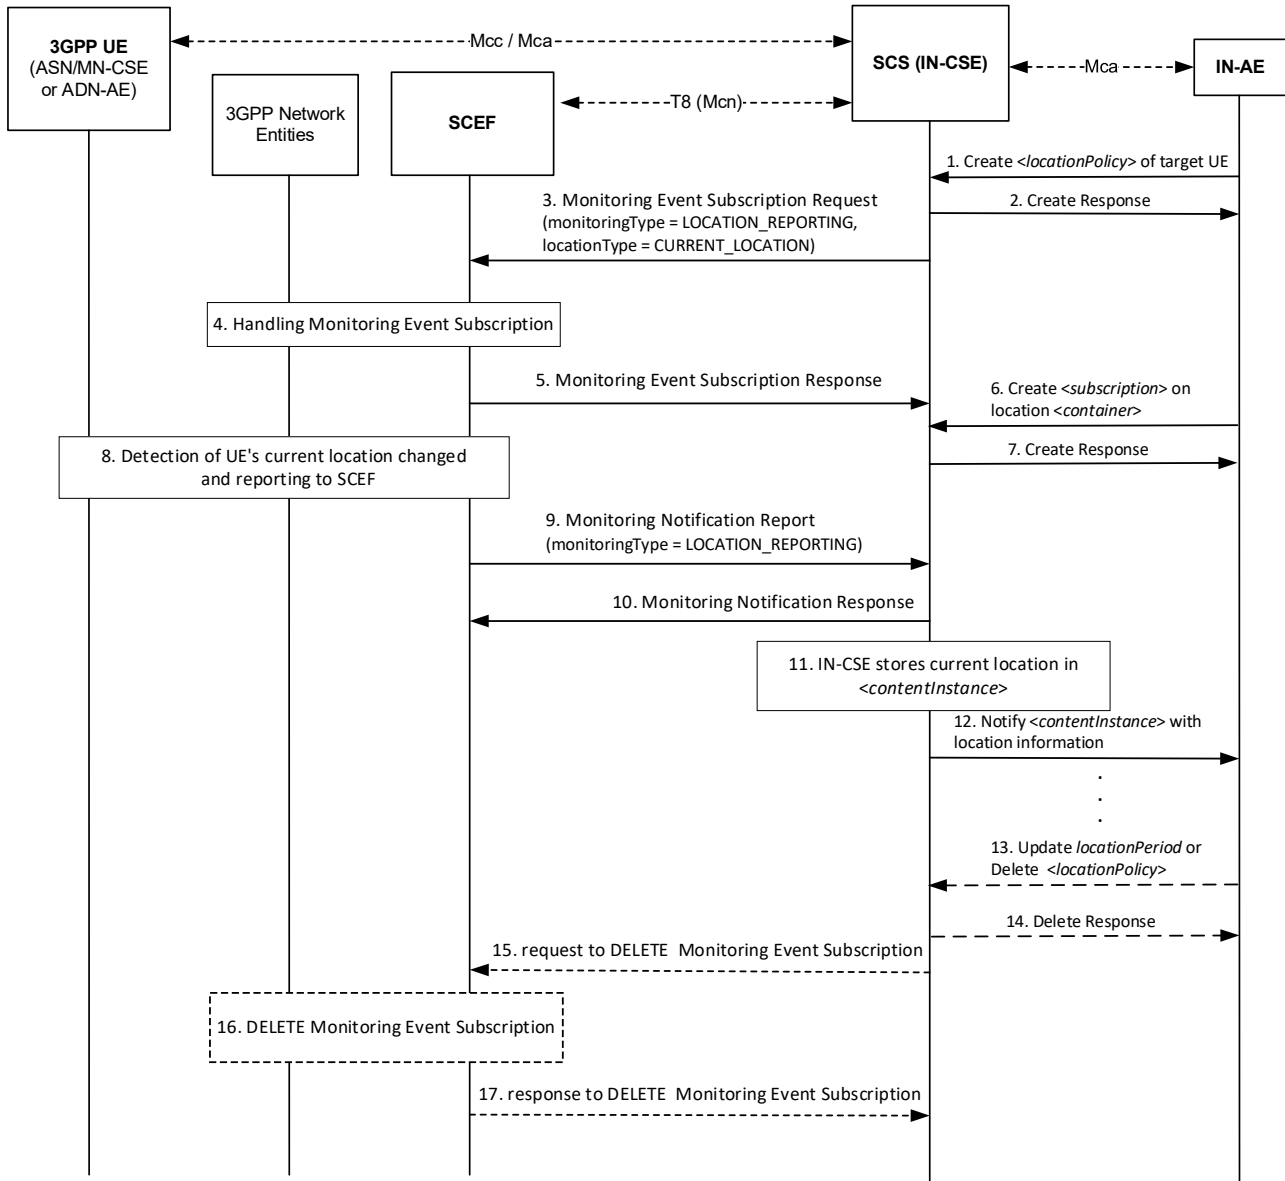 3GPP UE
(ASN/MN-CSE
or ADN-AE)
Mcc / Mca
SCS (IN-CSE)
Mca
IN-AE
3GPP Network
Entities
SCEF
T8 (Mcn)
1. Create <locationPolicy> of target UE
2. Create Response
3. Monitoring Event Subscription Request
(monitoringType = LOCATION_REPORTING,
locationType = CURRENT_LOCATION)
4. Handling Monitoring Event Subscription
5. Monitoring Event Subscription Response
6. Create <subscription> on
location <container>
7. Create Response
8. Detection of UE's current location changed
and reporting to SCEF
9. Monitoring Notification Report
(monitoringType = LOCATION_REPORTING)
10. Monitoring Notification Response
11. IN-CSE stores current location in
<contentInstance>
12. Notify <contentInstance> with
location information
.
.
.
13. Update locationPeriod or
Delete <locationPolicy>
14. Delete Response
15. request to DELETE Monitoring Event Subscription
16. DELETE Monitoring Event Subscription
17. response to DELETE Monitoring Event Subscription